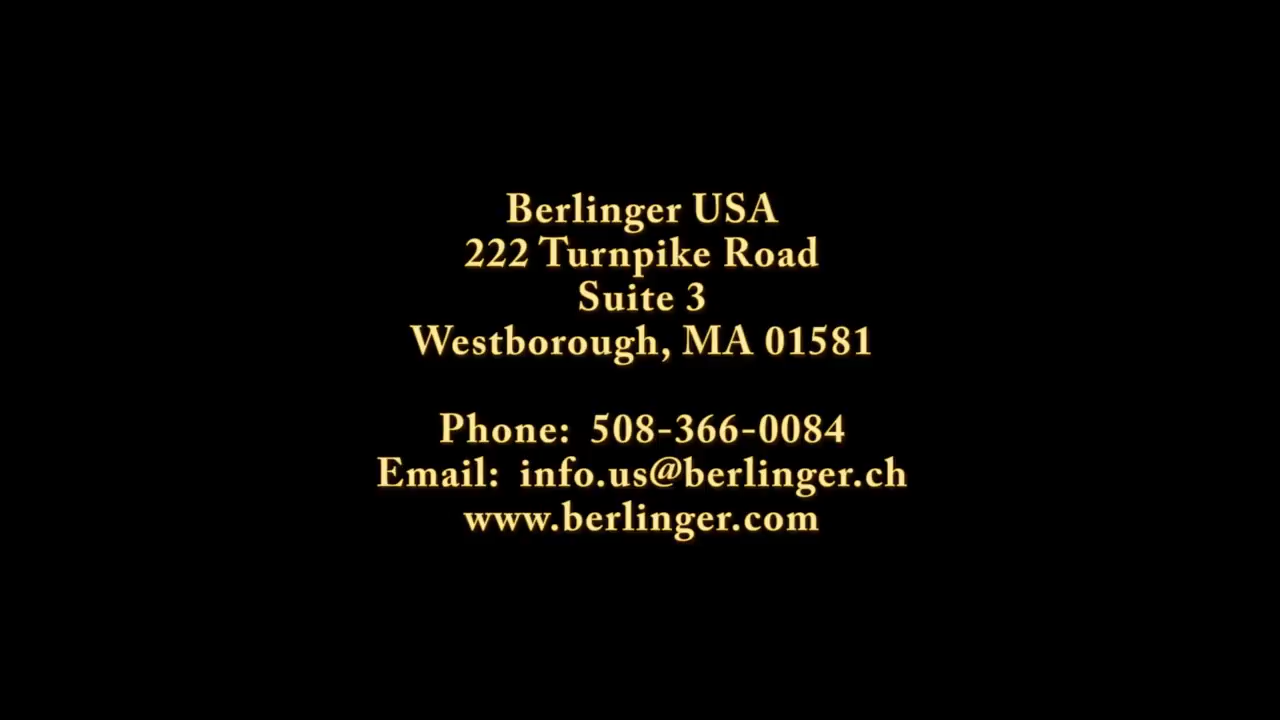 Berlinger USA
222 Turnpike Road
Suite 3
Westborough, MA 01581
Phone: 508-366-0084
Email: info.us@berlinger.ch
www.berlinger.com